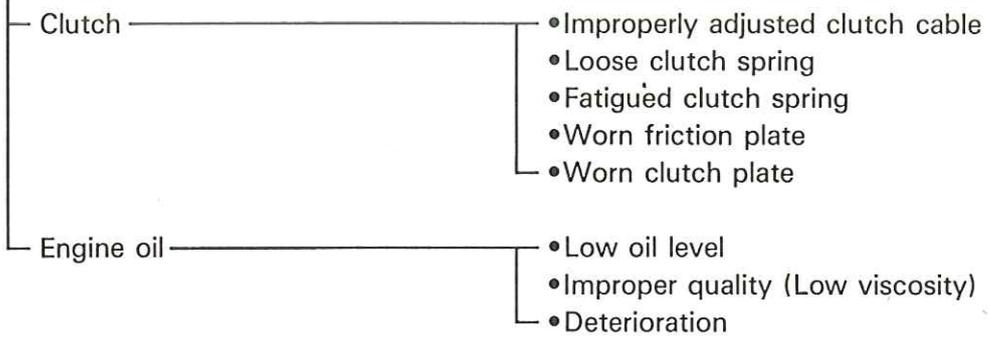 Clutch
•Improperly adjusted clutch cable
•Loose clutch spring
•Fatigued clutch spring
•Worn friction plate
•Worn clutch plate
Engine oil
•Low oil level
•Improper quality (Low viscosity)
•Deterioration